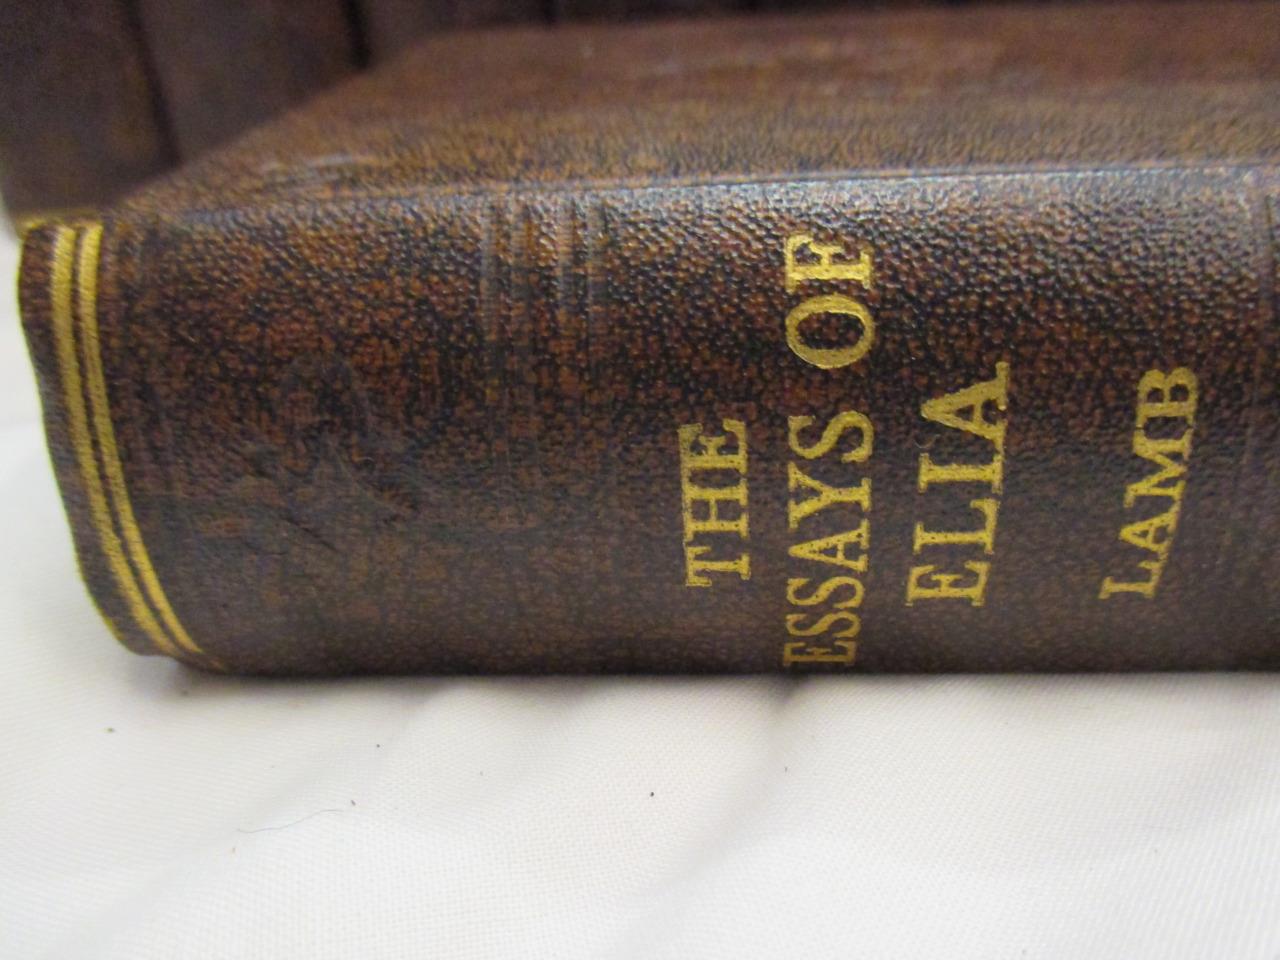 THE
ESSAYS OF
ELIA
LAMB